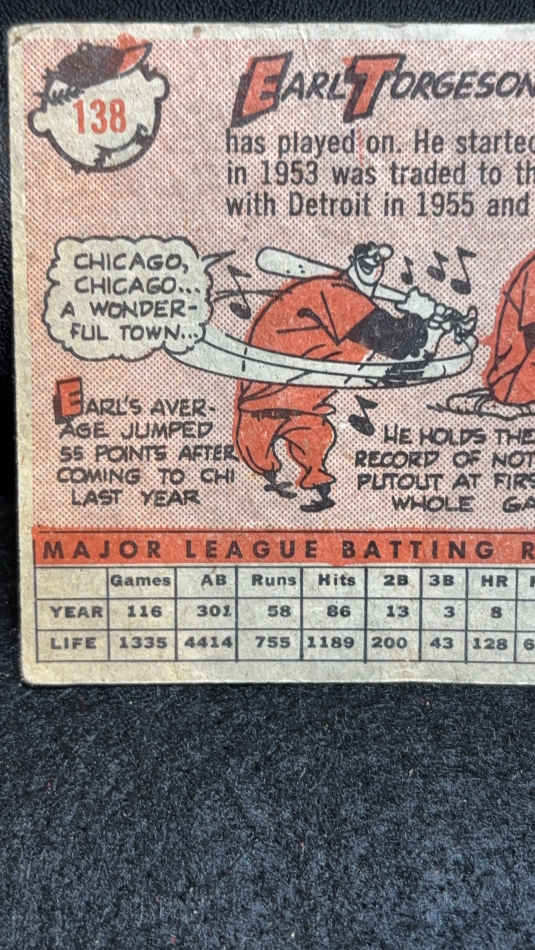 138
EARL TORGESON
has played on. He started
in 1953 was traded to th
with Detroit in 1955 and
CHICAGO,
CHICAGO...
A WONDER-
FUL TOWN...
EARL'S AVER-
AGE JUMPED
55 POINTS AFTER
COMING TO CHI
LAST YEAR
HE HOLDS THE
RECORD OF NOT
PUTOUT AT FIRS
WHOLE GA
MAJOR LEAGUE BATTING R
Games AB Runs Hits 2B 3B HR
YEAR 116 301 58 86 13 3 8
LIFE 1335 4414 755 1189 200 43 128 6